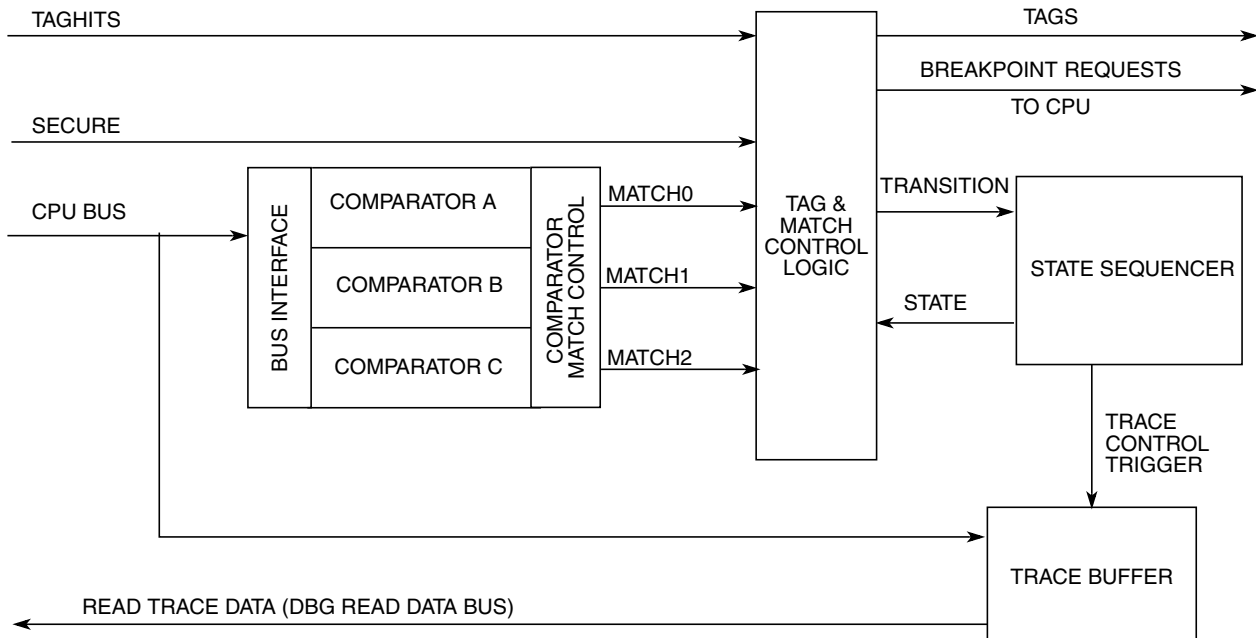 TAGHITS
TAGS
BREAKPOINT REQUESTS
TO CPU
SECURE
CPU BUS
BUS INTERFACE
COMPARATOR A
COMPARATOR B
COMPARATOR C
COMPARATOR
MATCH CONTROL
MATCH0
MATCH1
MATCH2
TAG &
MATCH
CONTROL
LOGIC
TRANSITION
STATE
STATE SEQUENCER
TRACE
CONTROL
TRIGGER
TRACE BUFFER
READ TRACE DATA (DBG READ DATA BUS)